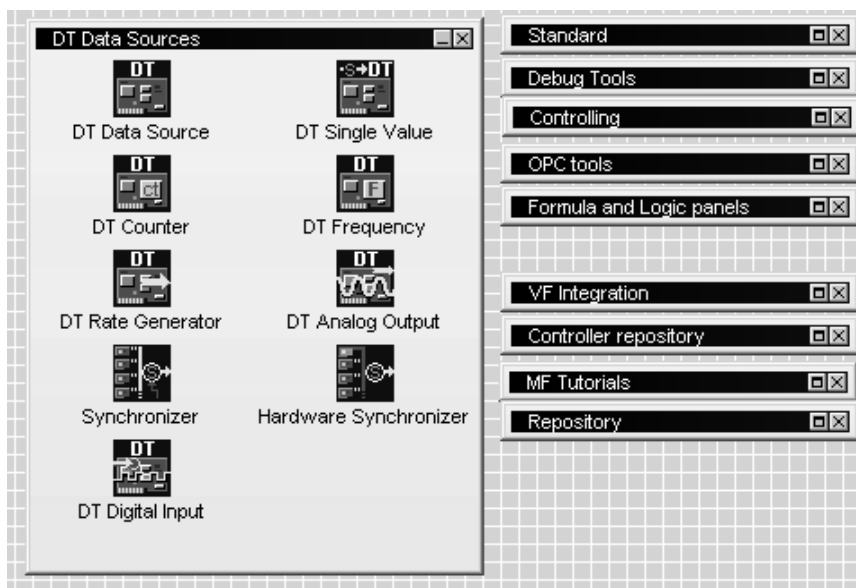 DT Data Sources
DT
DT Data Source
·S→DT
DT Single Value
DT
ct
DT Counter
DT
F
DT Frequency
DT
DT Rate Generator
DT
DT Analog Output
S
Synchronizer
S
Hardware Synchronizer
DT
DT Digital Input
Standard
Debug Tools
Controlling
OPC tools
Formula and Logic panels
VF Integration
Controller repository
MF Tutorials
Repository